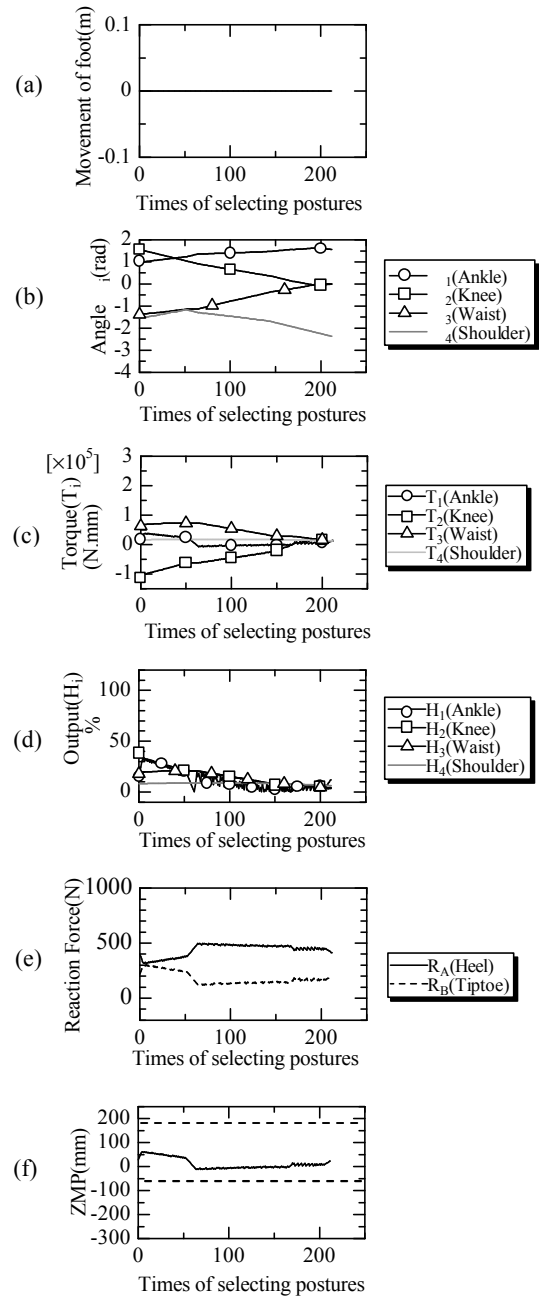 (a)
Movement of foot(m)
0.1
0
-0.1
0 100 200
Times of selecting postures
(b)
Angle i(rad)
2
1
0
-1
-2
-3
-4
0 100 200
Times of selecting postures
1(Ankle)
2(Knee)
3(Waist)
4(Shoulder)
(c)
[×10^5]
Torque(Ti)
(N.mm)
3
2
1
0
-1
0 100 200
Times of selecting postures
T1(Ankle)
T2(Knee)
T3(Waist)
T4(Shoulder)
(d)
Output(Hi)
%
100
50
0
0 100 200
Times of selecting postures
H1(Ankle)
H2(Knee)
H3(Waist)
H4(Shoulder)
(e)
Reaction Force(N)
1000
500
0
0 100 200
Times of selecting postures
RA(Heel)
RB(Tiptoe)
(f)
ZMP(mm)
200
100
0
-100
-200
-300
0 100 200
Times of selecting postures